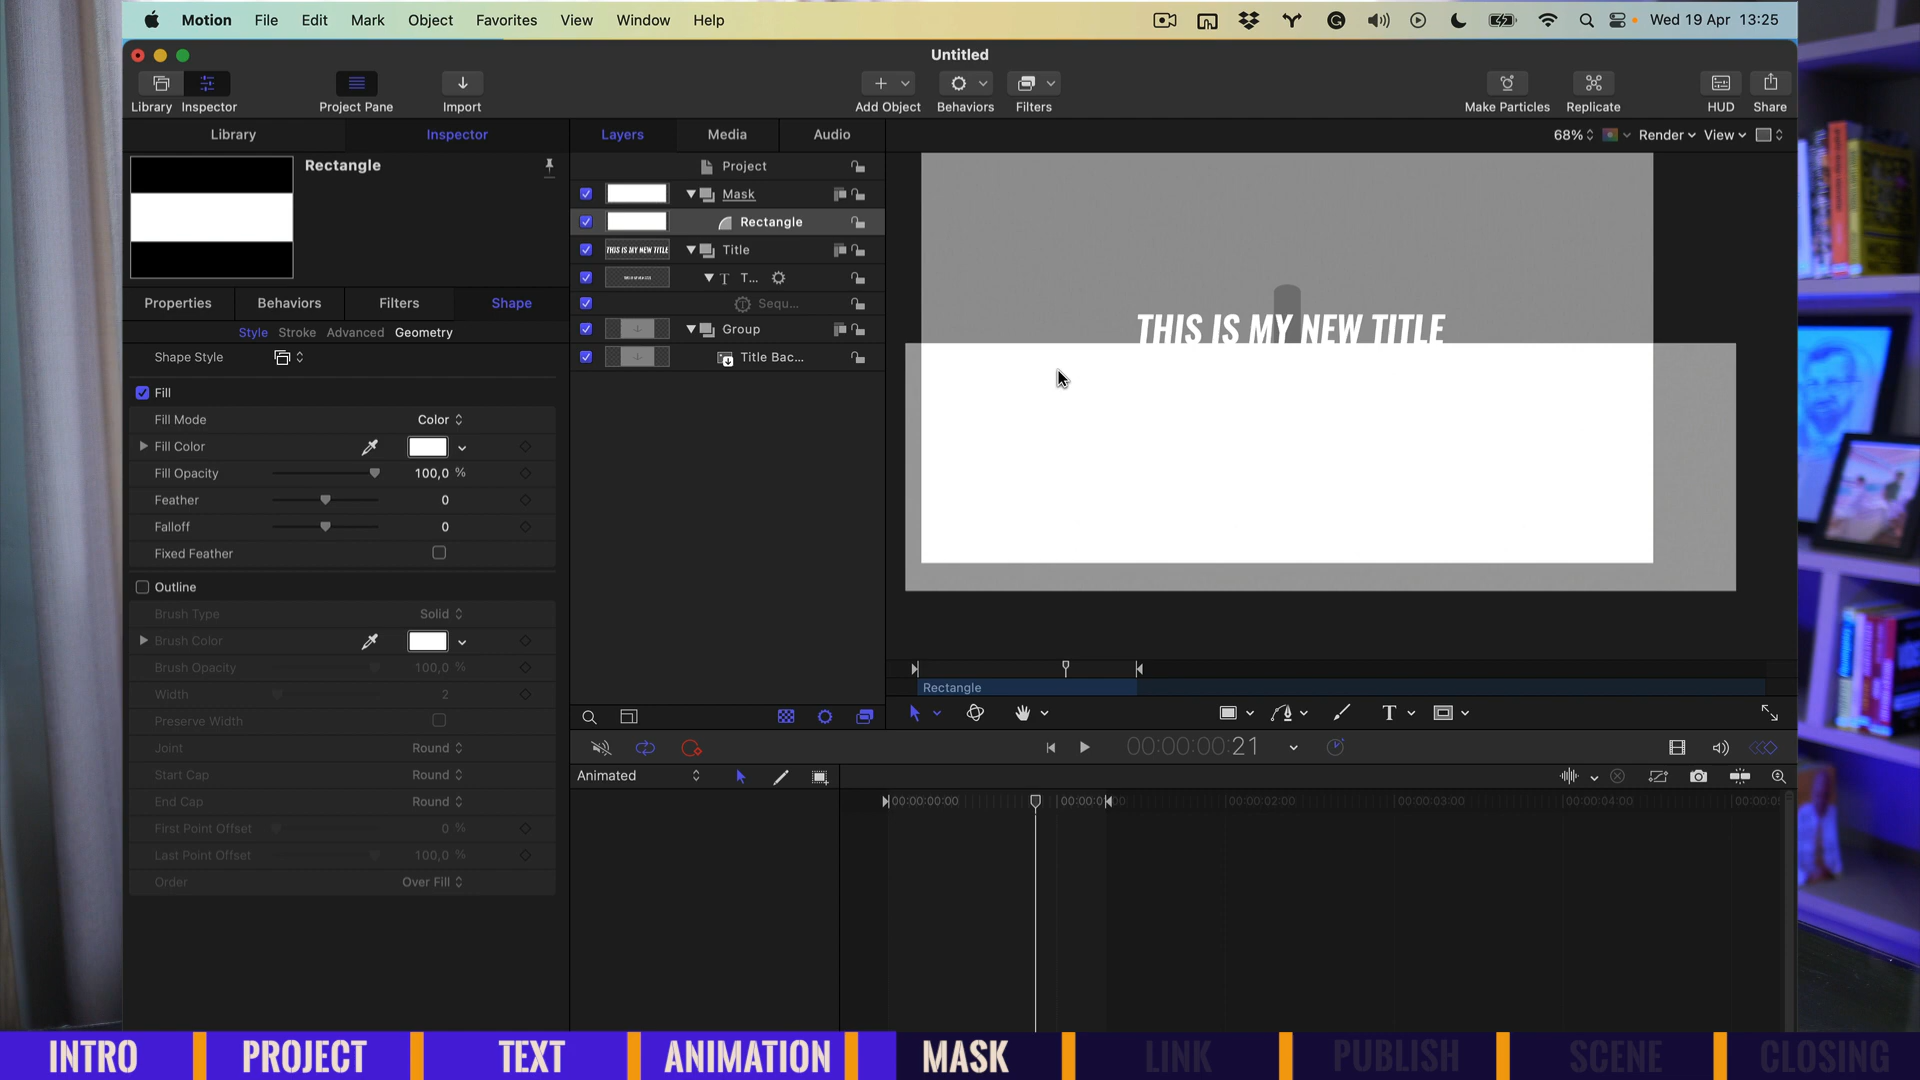 Motion File Edit Mark Object Favorites View Window Help Wed 19 Apr 13:25
Untitled
Library Inspector Project Pane Import Add Object Behaviors Filters Make Particles Replicate HUD Share
Library Inspector Layers Media Audio 68% Render View
Rectangle
Project
Mask
Rectangle
THIS IS MY NEW TITLE Title
T...
Sequ...
Group
Title Bac...
Properties Behaviors Filters Shape
Style Stroke Advanced Geometry
Shape Style
Fill
Fill Mode Color
Fill Color
Fill Opacity 100,0 %
Feather 0
Falloff 0
Fixed Feather
Outline
Brush Type Solid
Brush Color
Brush Opacity 100,0 %
Width 2
Preserve Width
Joint Round
Start Cap Round
End Cap Round
First Point Offset 0 %
Last Point Offset 100,0 %
Order Over Fill
THIS IS MY NEW TITLE
Rectangle
T
00:00:00:21
Animated
00:00:00:00 00:00:02:00 00:00:03:00 00:00:04:00
INTRO PROJECT TEXT ANIMATION MASK LINK PUBLISH SCENE CLOSING